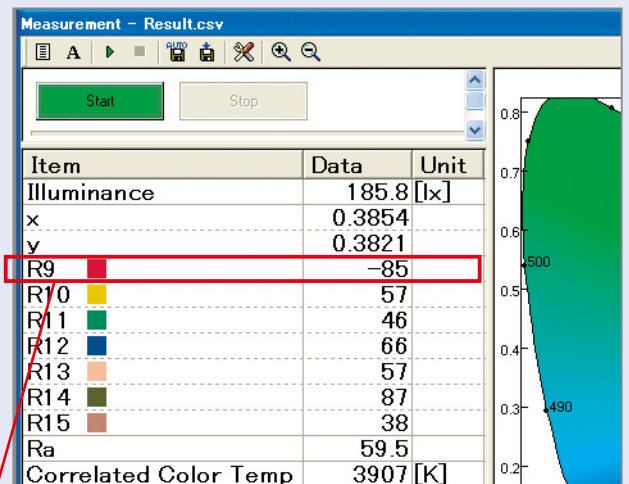 Measurement - Result.csv
A AUTO
Start Stop
Item Data Unit
Illuminance 185.8 [lx]
x 0.3854
y 0.3821
R9 -85
R10 57
R11 46
R12 66
R13 57
R14 87
R15 38
Ra 59.5
Correlated Color Temp 3907 [K]
0.8
0.7
0.6
500
0.5
0.4
0.3
490
0.2